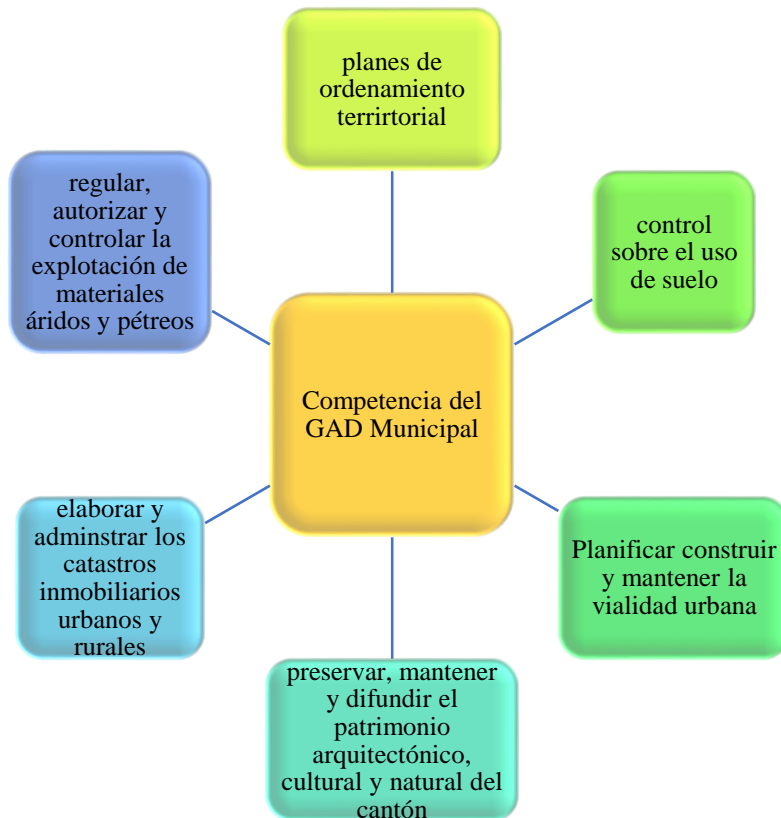 planes de
ordenamiento
terrirtorial
control
sobre el uso
de suelo
Planificar construir
y mantener la
vialidad urbana
preservar, mantener
y difundir el
patrimonio
arquitectónico,
cultural y natural del
cantón
elaborar y
adminstrar los
catastros
inmobiliarios
urbanos y
rurales
regular,
autorizar y
controlar la
explotación de
materiales
áridos y pétreos
Competencia del
GAD Municipal